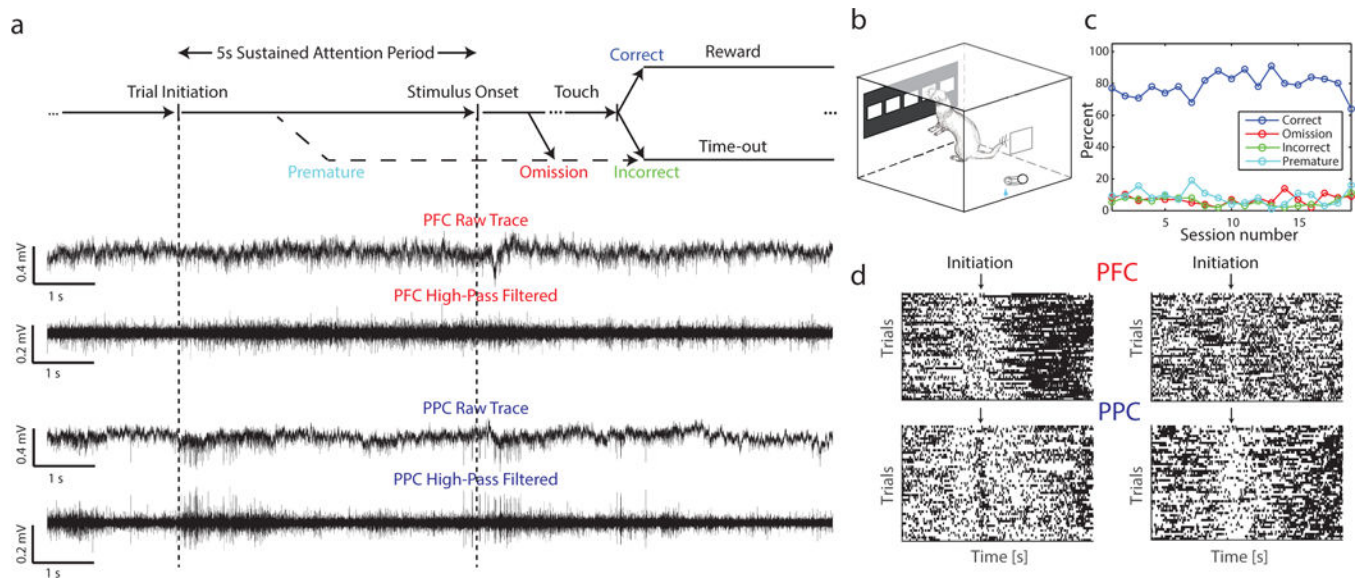 a
5s Sustained Attention Period
Trial Initiation
Stimulus Onset
...
Touch
Correct
Reward
...
...
Premature
Omission
Incorrect
Time-out
PFC Raw Trace
0.4 mV
1 s
PFC High-Pass Filtered
0.2 mV
1 s
PPC Raw Trace
0.4 mV
1 s
PPC High-Pass Filtered
0.2 mV
1 s
b
c
100
80
60
40
20
0
Percent
Correct
Omission
Incorrect
Premature
5
10
15
Session number
d
Initiation
PFC
Initiation
Trials
Trials
PPC
Trials
Trials
Time [s]
Time [s]